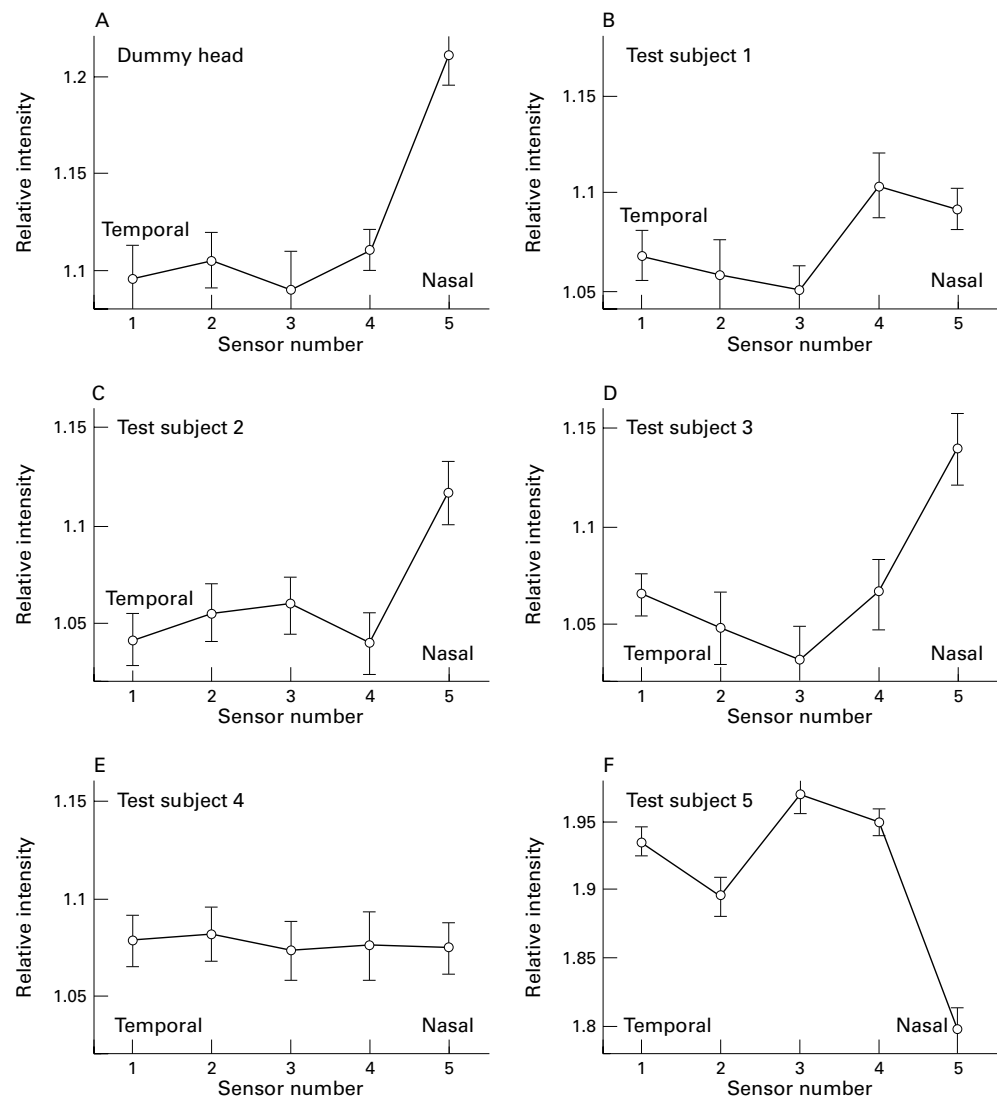 A
Dummy head
Relative intensity
1.2
1.15
1.1
Temporal
Nasal
1 2 3 4 5
Sensor number
B
Test subject 1
Relative intensity
1.15
1.1
1.05
Temporal
Nasal
1 2 3 4 5
Sensor number
C
Test subject 2
Relative intensity
1.15
1.1
1.05
Temporal
Nasal
1 2 3 4 5
Sensor number
D
Test subject 3
Relative intensity
1.15
1.1
1.05
Temporal
Nasal
1 2 3 4 5
Sensor number
E
Test subject 4
Relative intensity
1.15
1.1
1.05
Temporal
Nasal
1 2 3 4 5
Sensor number
F
Test subject 5
Relative intensity
1.95
1.9
1.85
1.8
Temporal
Nasal
1 2 3 4 5
Sensor number